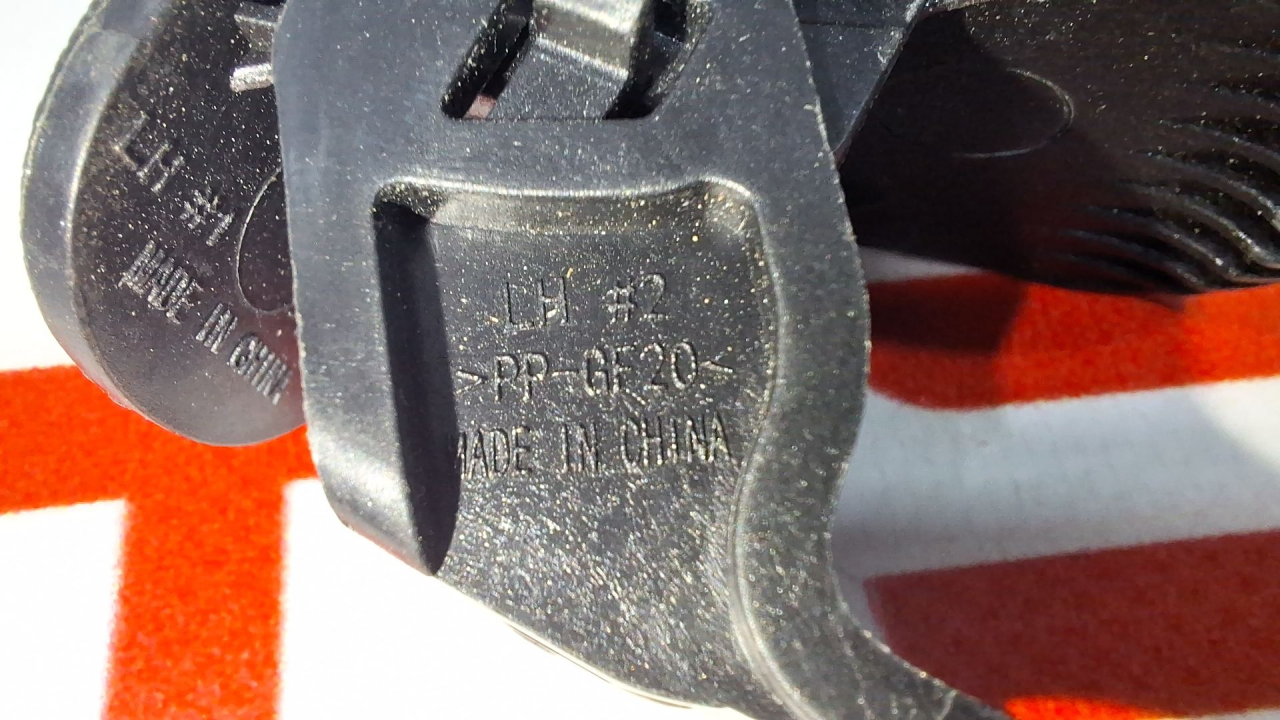 LH #1
MADE IN CHINA
LH #2
>PP-GF20<
MADE IN CHINA